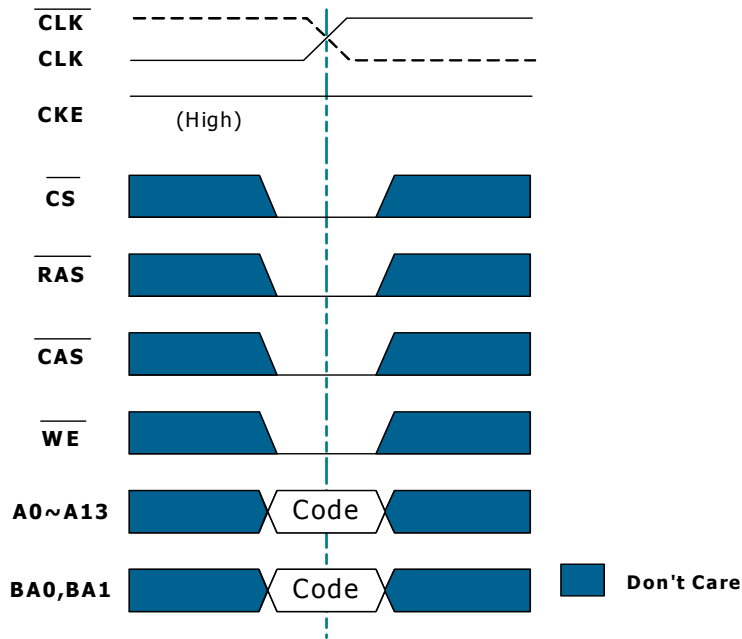 CLK
CLK
CKE
(High)
CS
RAS
CAS
WE
A0~A13
Code
BA0,BA1
Code
Don't Care